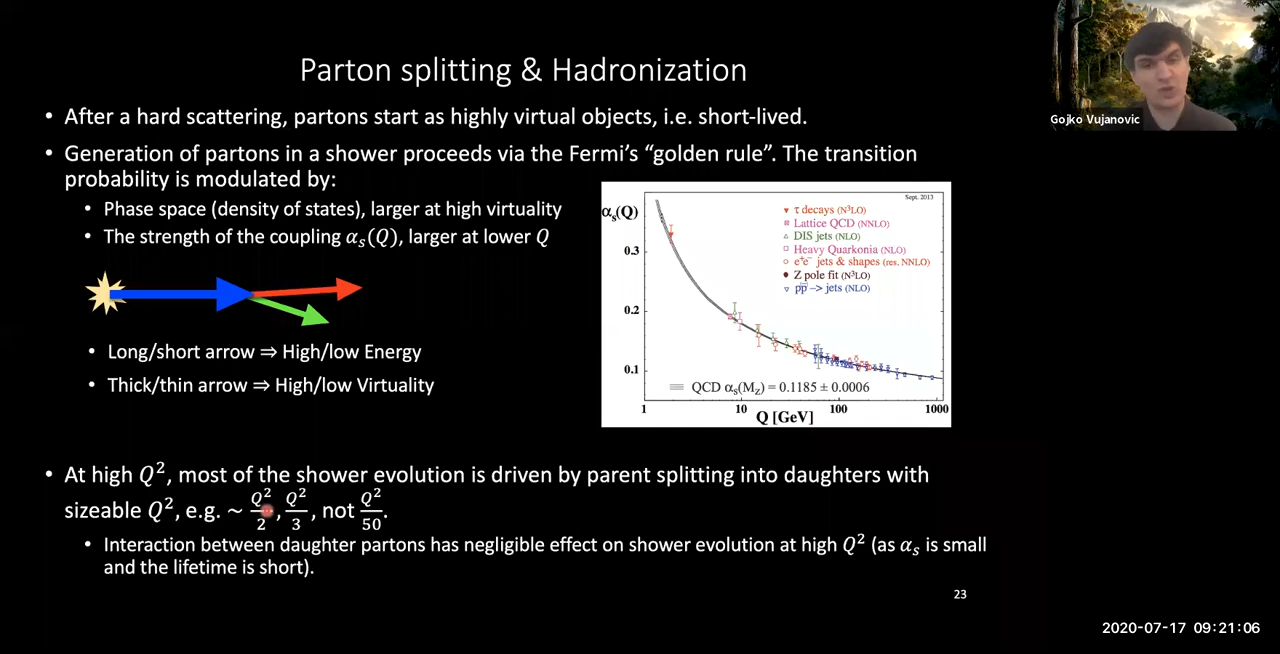 Parton splitting & Hadronization
Gojko Vujanovic
• After a hard scattering, partons start as highly virtual objects, i.e. short-lived.
• Generation of partons in a shower proceeds via the Fermi's “golden rule”. The transition
probability is modulated by:
• Phase space (density of states), larger at high virtuality
• The strength of the coupling αₛ(Q), larger at lower Q
• Long/short arrow ⇒ High/low Energy
• Thick/thin arrow ⇒ High/low Virtuality
αₛ(Q)
Sept. 2013
τ decays (N³LO)
Lattice QCD (NNLO)
DIS jets (NLO)
Heavy Quarkonia (NLO)
e⁺e⁻ jets & shapes (res. NNLO)
Z pole fit (N³LO)
pp̅ –> jets (NLO)
0.3
0.2
0.1
QCD αₛ(M_Z) = 0.1185 ± 0.0006
1 10 100 1000
Q [GeV]
• At high Q², most of the shower evolution is driven by parent splitting into daughters with
sizeable Q², e.g. ~ Q²/2, Q²/3, not Q²/50.
• Interaction between daughter partons has negligible effect on shower evolution at high Q² (as αₛ is small
and the lifetime is short).
23
2020-07-17 09:21:06